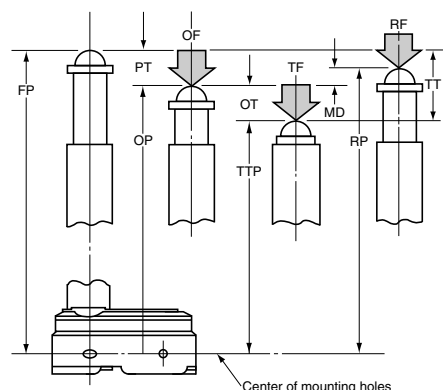 RF
OF
PT
TF
TT
FP
OT
MD
OP
RP
TTP
Center of mounting holes